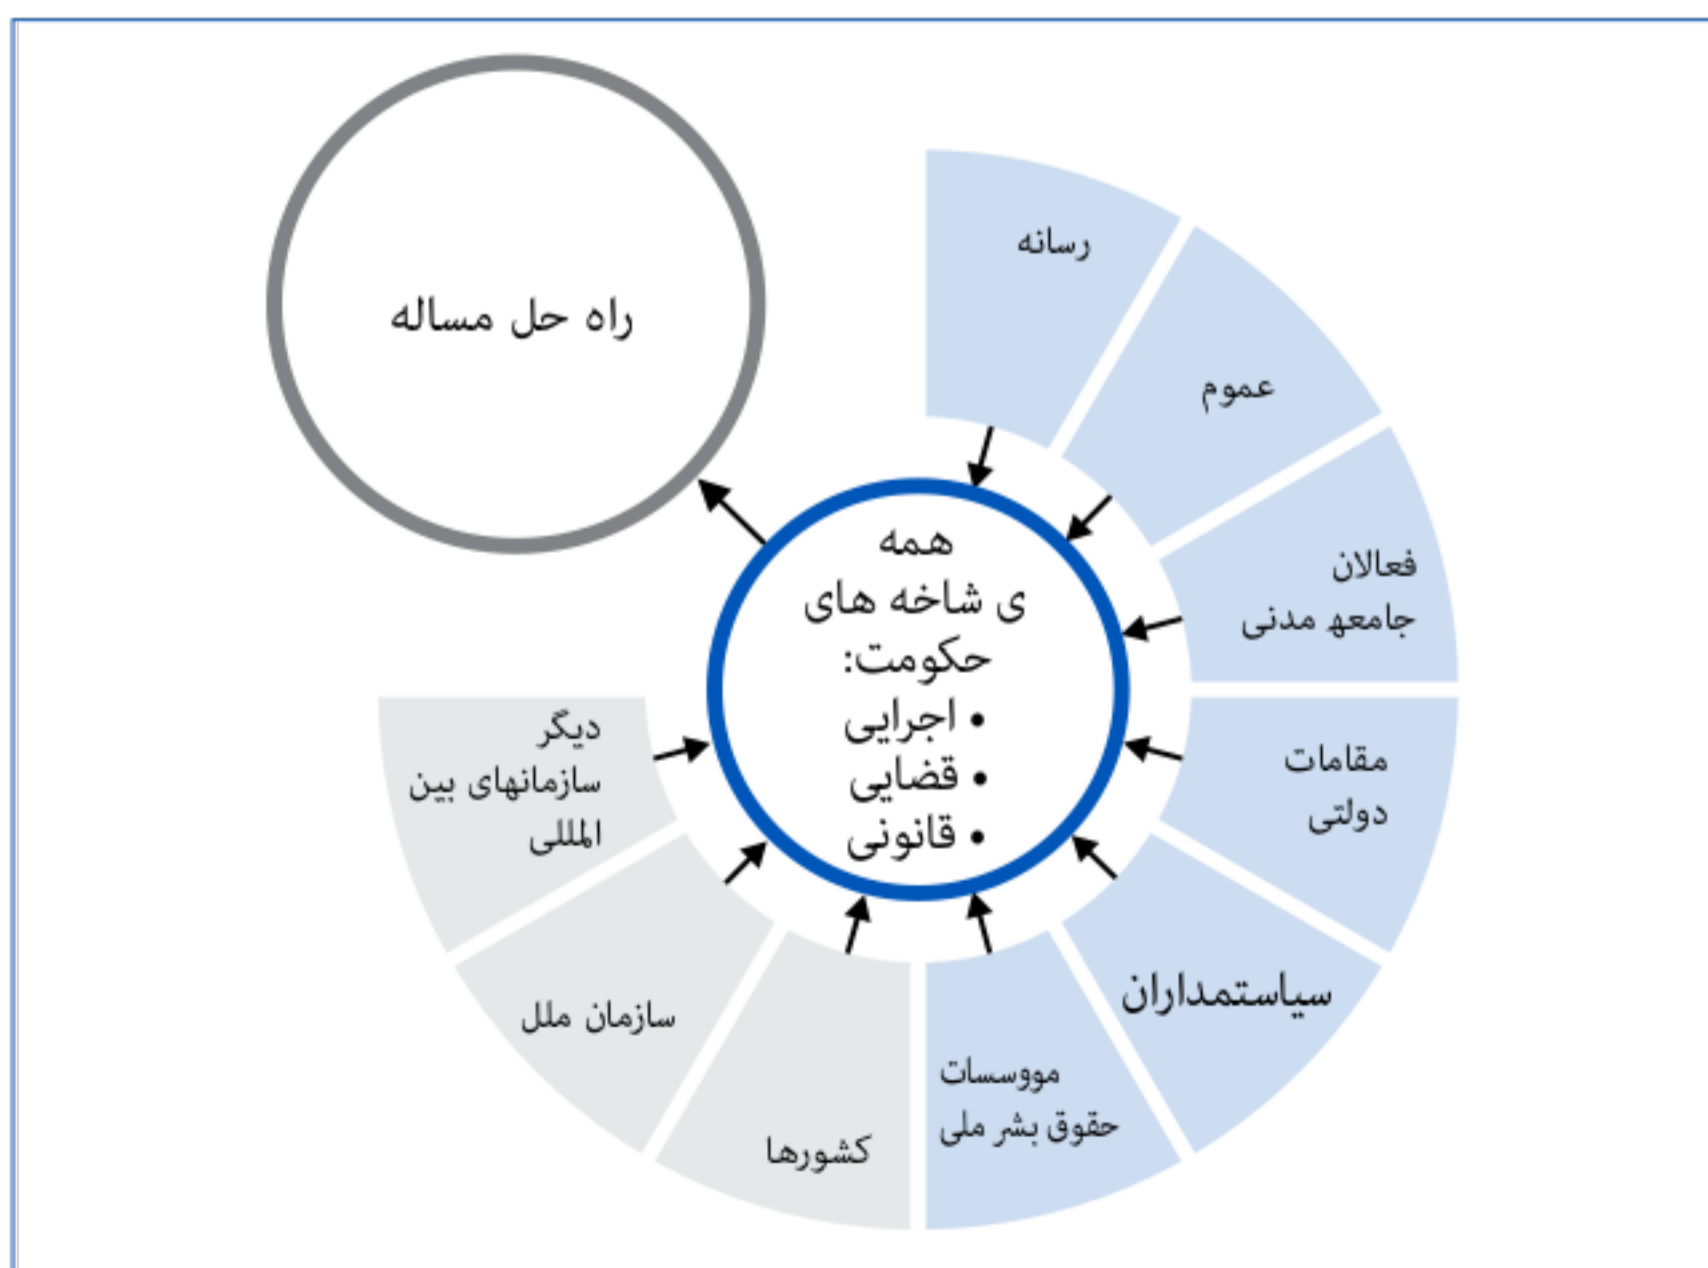 راه حل مساله
رسانه
عموم
فعالان
جامعه مدنی
مقامات
دولتی
سیاستمداران
مووسسات
حقوق بشر ملی
کشورها
سازمان ملل
دیگر
سازمانهای بین
المللی
همه
ی شاخه های
حکومت:
• اجرایی
• قضایی
• قانونی